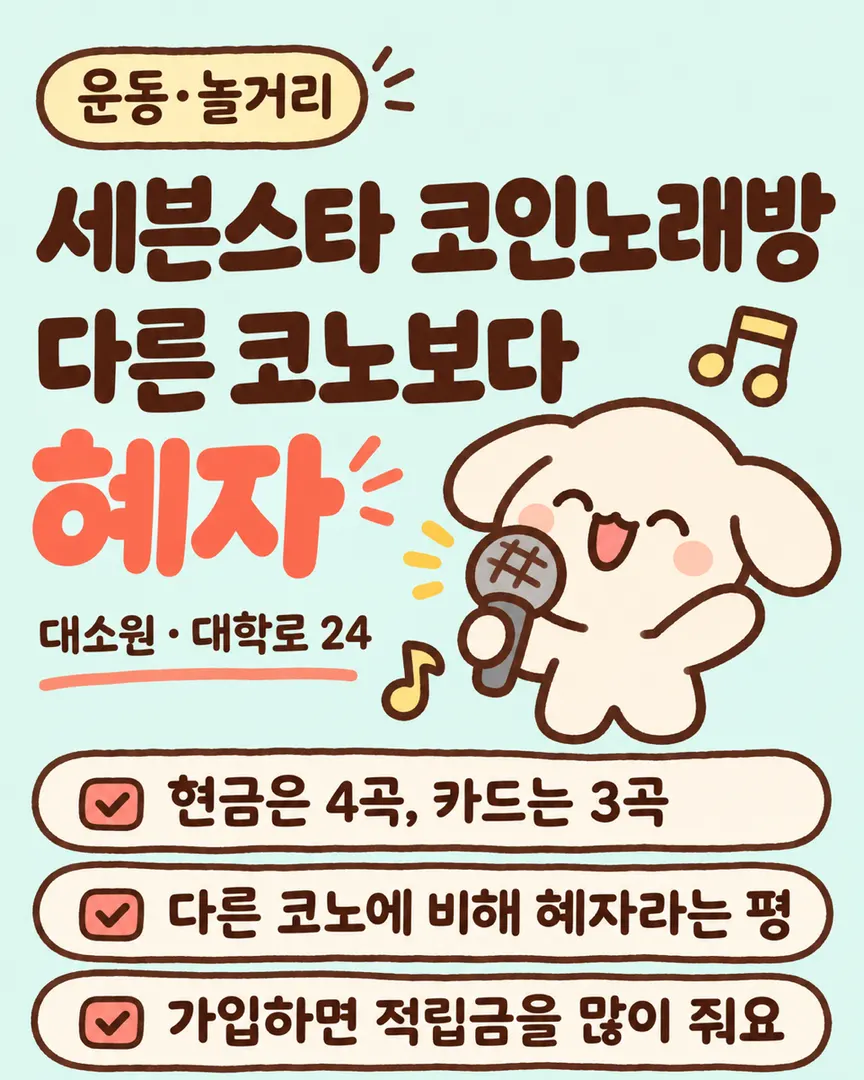 운동·놀거리
세븐스타 코인노래방
다른 코노보다
혜자
대소원 · 대학로 24
현금은 4곡, 카드는 3곡
다른 코노에 비해 혜자라는 평
가입하면 적립금을 많이 줘요